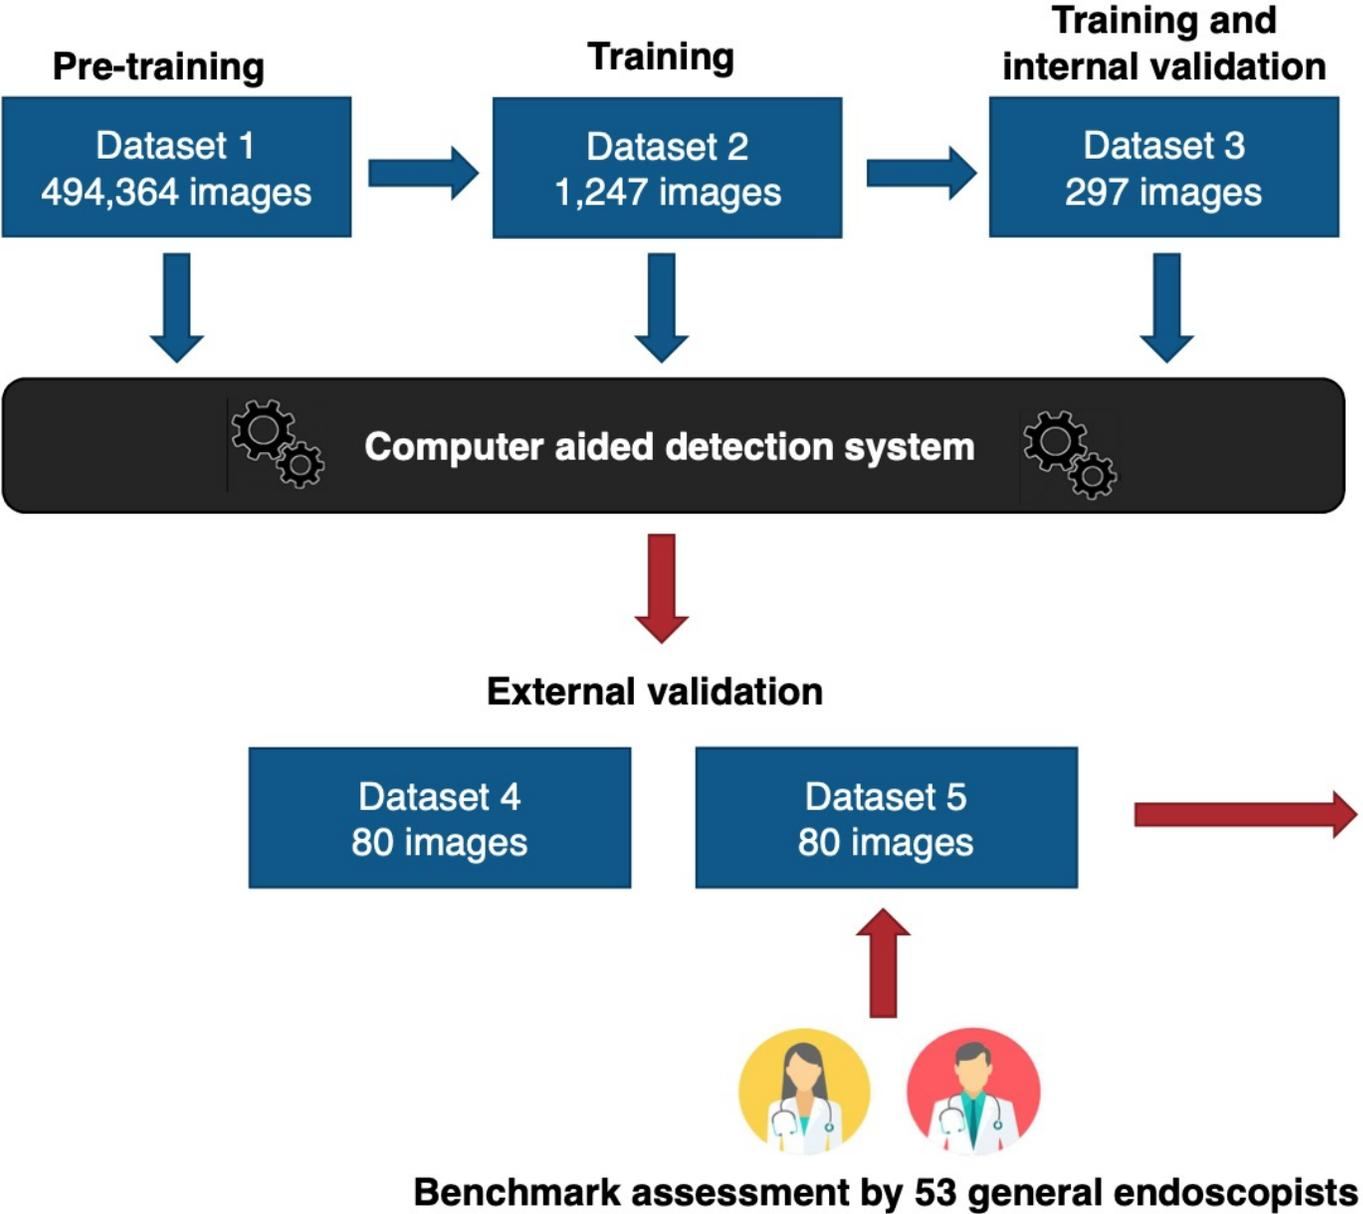 Pre-training
Training
Training and
internal validation
Dataset 1
494,364 images
Dataset 2
1,247 images
Dataset 3
297 images
Computer aided detection system
External validation
Dataset 4
80 images
Dataset 5
80 images
Benchmark assessment by 53 general endoscopists